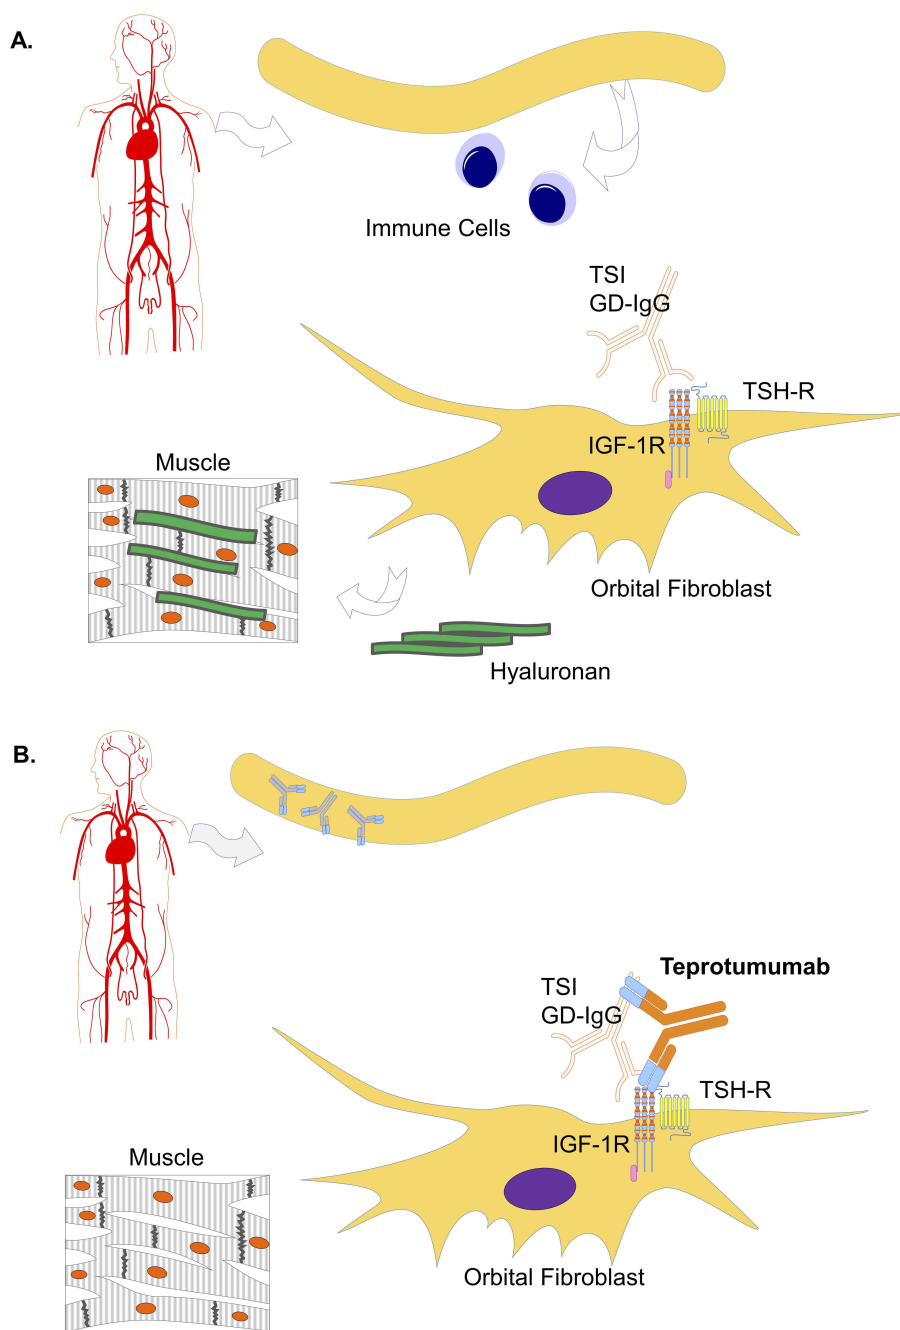 A.
Immune Cells
TSI
GD-IgG
TSH-R
IGF-1R
Muscle
Orbital Fibroblast
Hyaluronan
B.
Teprotumumab
TSI
GD-IgG
TSH-R
IGF-1R
Muscle
Orbital Fibroblast